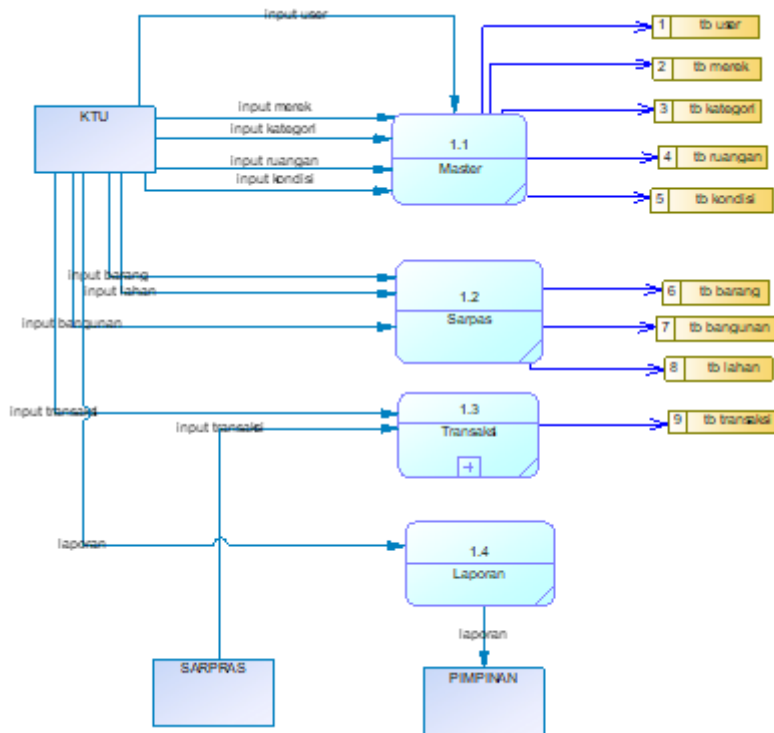 input user
1 tb user
2 tb merek
KTU
input merek
3 tb kategori
input kategori
1.1
input ruangan
Master
4 tb ruangan
input kondisi
5 tb kondisi
input barang
1.2
6 tb barang
input lahan
input bangunan
Sarpas
7 tb bangunan
8 tb lahan
input transaksi
1.3
9 tb transaksi
input transaksi
Transaksi
laporan
1.4
Laporan
laporan
SARPRAS
PIMPINAN